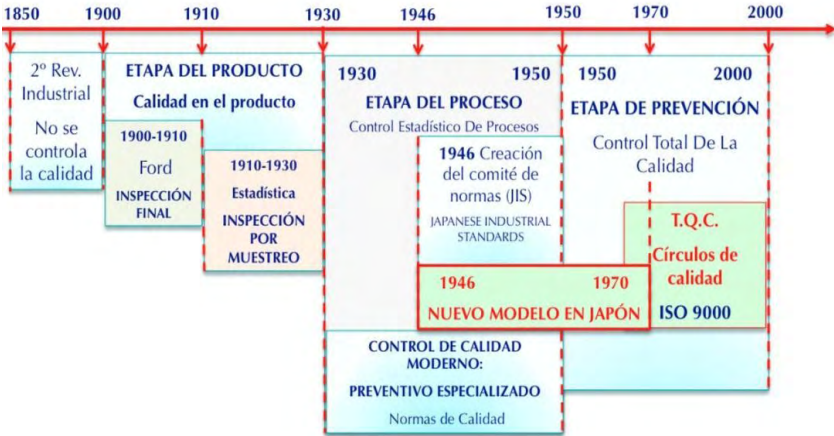 1850 1900 1910 1930 1946 1950 1970 2000
2º Rev.
Industrial
No se
controla
la calidad
ETAPA DEL PRODUCTO
Calidad en el producto
1900-1910
Ford
INSPECCIÓN
FINAL
1910-1930
Estadística
INSPECCIÓN
POR
MUESTREO
1930 1950
ETAPA DEL PROCESO
Control Estadístico De Procesos
1946 Creación
del comité de
normas (JIS)
JAPANESE INDUSTRIAL
STANDARDS
1946 1970
NUEVO MODELO EN JAPÓN
CONTROL DE CALIDAD
MODERNO:
PREVENTIVO ESPECIALIZADO
Normas de Calidad
1950 2000
ETAPA DE PREVENCIÓN
Control Total De La
Calidad
T.Q.C.
Círculos de
calidad
ISO 9000